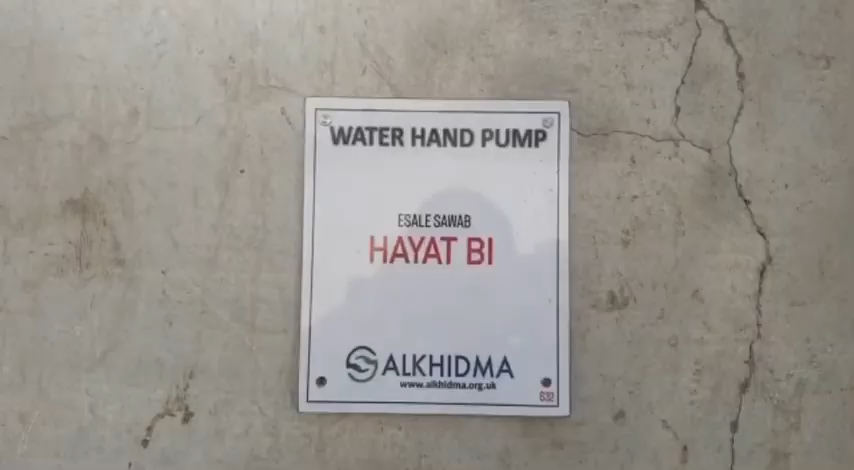 WATER HAND PUMP
ESALE SAWAB
HAYAT BI
ALKHIDMA
www.alkhidma.org.uk
632